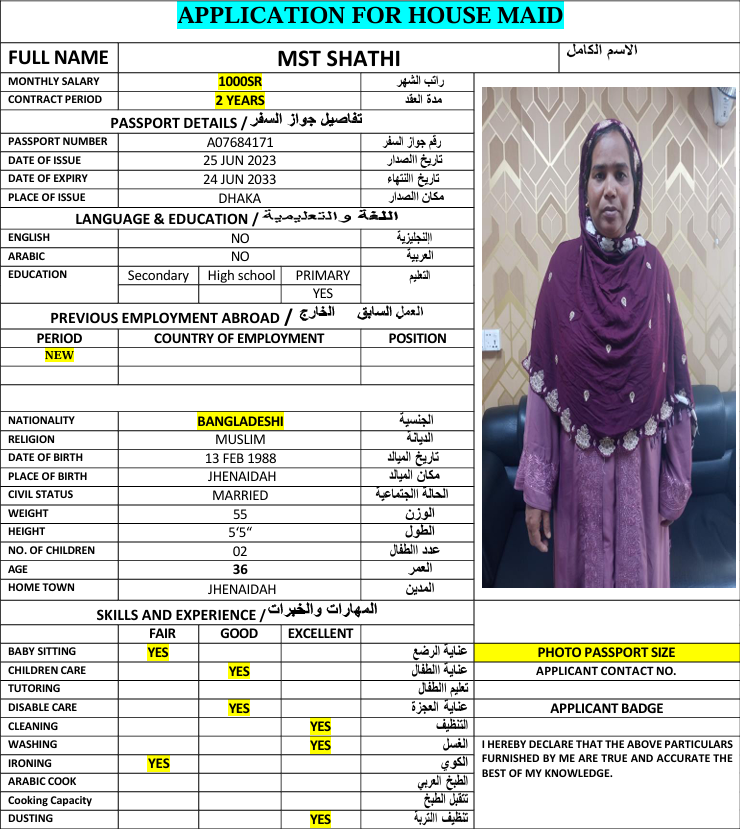 APPLICATION FOR HOUSE MAID
FULL NAME MST SHATHI الاسم الكامل
MONTHLY SALARY 1000SR راتب الشهر
CONTRACT PERIOD 2 YEARS مدة العقد
PASSPORT DETAILS / تفاصيل جواز السفر
PASSPORT NUMBER A07684171 رقم جواز السفر
DATE OF ISSUE 25 JUN 2023 تاريخ االصدار
DATE OF EXPIRY 24 JUN 2033 تاريخ االنتهاء
PLACE OF ISSUE DHAKA مكان االصدار
LANGUAGE & EDUCATION / اللغة والتعليمية
ENGLISH NO االنجليزية
ARABIC NO العربية
EDUCATION Secondary High school PRIMARY التعليم
YES
PREVIOUS EMPLOYMENT ABROAD / العمل السابق الخارج
PERIOD COUNTRY OF EMPLOYMENT POSITION
NEW
NATIONALITY BANGLADESHI الجنسية
RELIGION MUSLIM الديانة
DATE OF BIRTH 13 FEB 1988 تاريخ الميالد
PLACE OF BIRTH JHENAIDAH مكان الميالد
CIVIL STATUS MARRIED الحالة االجتماعية
WEIGHT 55 الوزن
HEIGHT 5‘5“ الطول
NO. OF CHILDREN 02 عدد االطفال
AGE 36 العمر
HOME TOWN JHENAIDAH المدين
SKILLS AND EXPERIENCE / المهارات والخبرات
FAIR GOOD EXCELLENT
BABY SITTING YES عناية الرضع
CHILDREN CARE YES عناية االطفال
TUTORING تعليم االطفال
DISABLE CARE YES عناية العجزة
CLEANING YES التنظيف
WASHING YES الغسل
IRONING YES الكوي
ARABIC COOK الطبخ العربي
Cooking Capacity تتقبل الطبخ
DUSTING YES تنظيف االتربة
PHOTO PASSPORT SIZE
APPLICANT CONTACT NO.
APPLICANT BADGE
I HEREBY DECLARE THAT THE ABOVE PARTICULARS
FURNISHED BY ME ARE TRUE AND ACCURATE THE
BEST OF MY KNOWLEDGE.